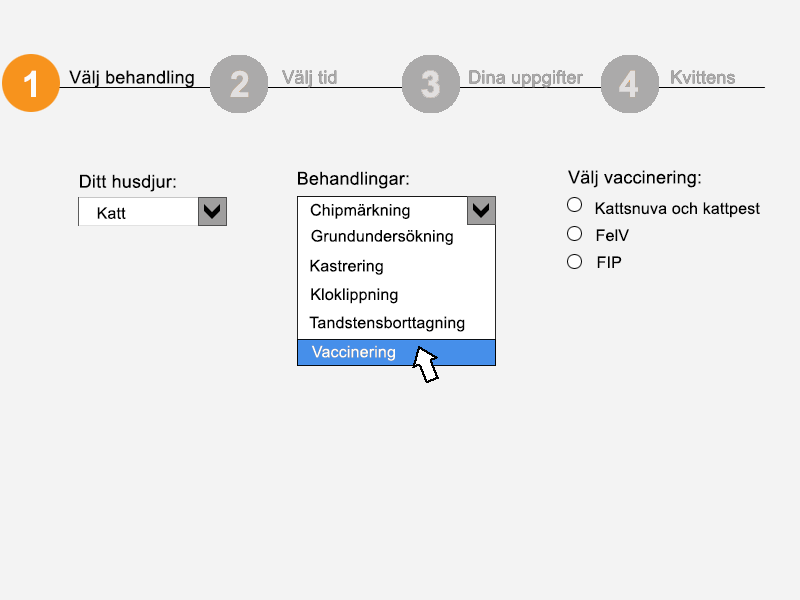 1 Välj behandling 2 Välj tid 3 Dina uppgifter 4 Kvittens
Ditt husdjur:
Katt
Behandlingar:
Chipmärkning
Grundundersökning
Kastrering
Kloklippning
Tandstensborttagning
Vaccinering
Välj vaccinering:
Kattsnuva och kattpest
FelV
FIP